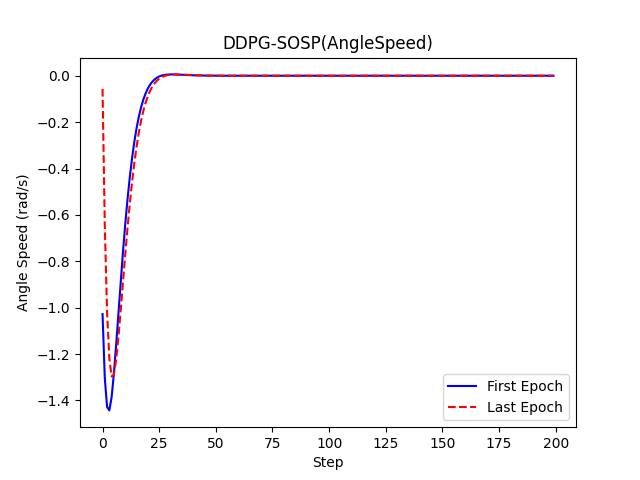 DDPG-SOSP(AngleSpeed)
0.0
−0.2
−0.4
−0.6
−0.8
−1.0
−1.2
−1.4
Angle Speed (rad/s)
First Epoch
Last Epoch
0 25 50 75 100 125 150 175 200
Step